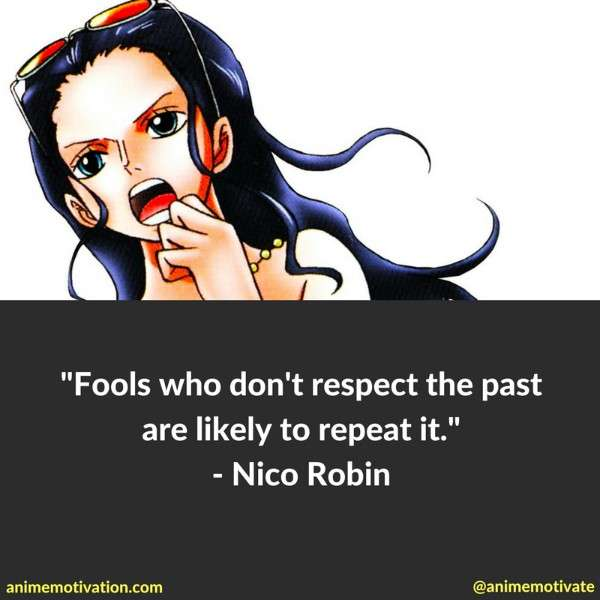 "Fools who don't respect the past
are likely to repeat it."
- Nico Robin
animemotivation.com
@animemotivate